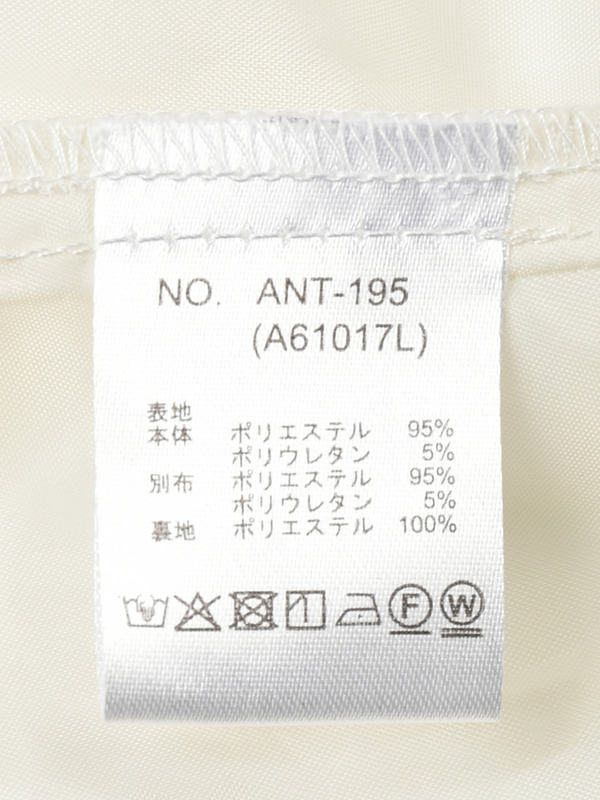 NO. ANT-195
(A61017L)
表地
本体 ポリエステル 95%
ポリウレタン 5%
別布 ポリエステル 95%
ポリウレタン 5%
裏地 ポリエステル 100%
F W